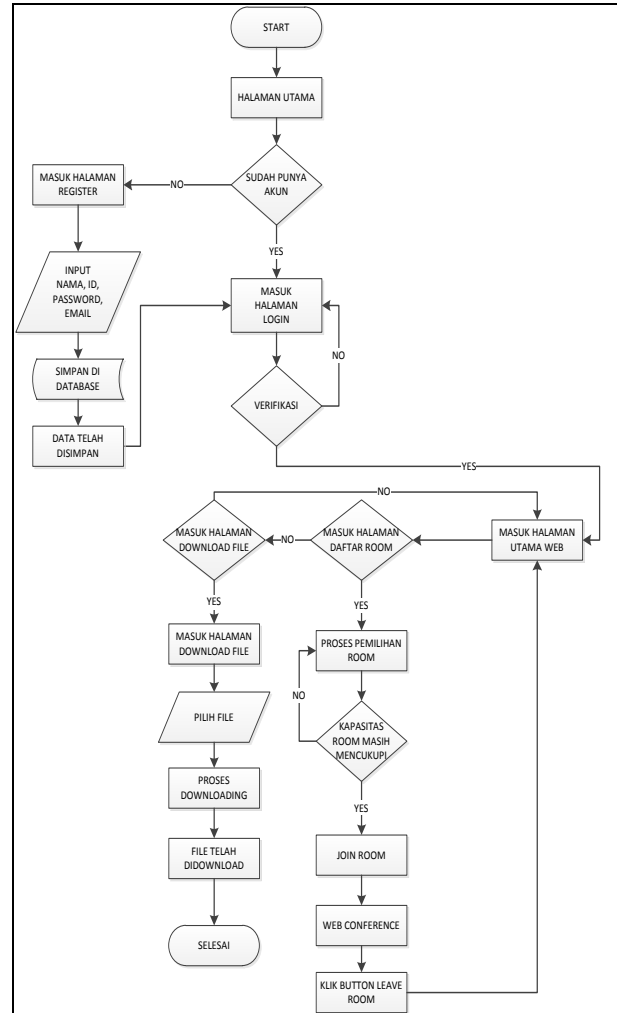 START
HALAMAN UTAMA
SUDAH PUNYA
AKUN
NO
MASUK HALAMAN
REGISTER
YES
INPUT
NAMA, ID,
PASSWORD,
EMAIL
MASUK
HALAMAN
LOGIN
NO
SIMPAN DI
DATABASE
VERIFIKASI
DATA TELAH
DISIMPAN
YES
NO
MASUK HALAMAN
DOWNLOAD FILE
NO
MASUK HALAMAN
DAFTAR ROOM
MASUK HALAMAN
UTAMA WEB
YES
YES
MASUK HALAMAN
DOWNLOAD FILE
PROSES PEMILIHAN
ROOM
NO
PILIH FILE
KAPASITAS
ROOM MASIH
MENCUKUPI
PROSES
DOWNLOADING
YES
FILE TELAH
DIDOWNLOAD
JOIN ROOM
SELESAI
WEB CONFERENCE
KLIK BUTTON LEAVE
ROOM